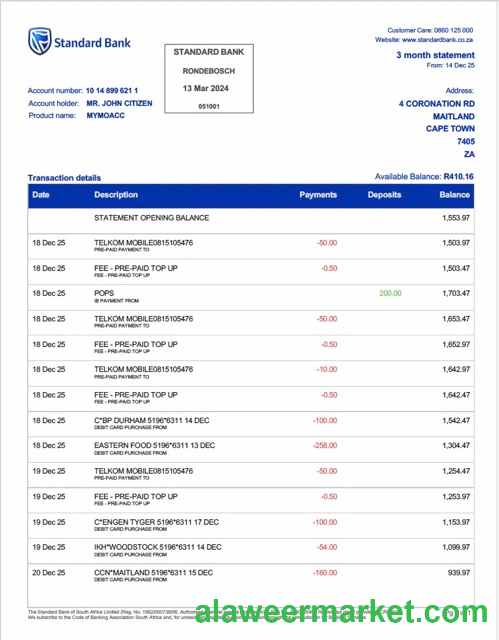 Standard Bank
STANDARD BANK
RONDEBOSCH
13 Mar 2024
051001
Customer Care: 0860 125 000
Website: www.standardbank.co.za
3 month statement
From: 14 Dec 25
Account number: 10 14 899 621 1
Account holder: MR. JOHN CITIZEN
Product name: MYMOACC
Address:
4 CORONATION RD
MAITLAND
CAPE TOWN
7405
ZA
Transaction details
Available Balance: R410.16
Date Description Payments Deposits Balance
STATEMENT OPENING BALANCE 1,553.97
18 Dec 25 TELKOM MOBILE0815105476 -50.00 1,503.97
PRE-PAID PAYMENT TO
18 Dec 25 FEE - PRE-PAID TOP UP -0.50 1,503.47
FEE - PRE-PAID TOP UP
18 Dec 25 POPS 200.00 1,703.47
IB PAYMENT FROM
18 Dec 25 TELKOM MOBILE0815105476 -50.00 1,653.47
PRE-PAID PAYMENT TO
18 Dec 25 FEE - PRE-PAID TOP UP -0.50 1,652.97
FEE - PRE-PAID TOP UP
18 Dec 25 TELKOM MOBILE0815105476 -10.00 1,642.97
PRE-PAID PAYMENT TO
18 Dec 25 FEE - PRE-PAID TOP UP -0.50 1,642.47
FEE - PRE-PAID TOP UP
18 Dec 25 C*BP DURHAM 5196*6311 14 DEC -100.00 1,542.47
DEBIT CARD PURCHASE FROM
18 Dec 25 EASTERN FOOD 5196*6311 13 DEC -258.00 1,304.47
DEBIT CARD PURCHASE FROM
19 Dec 25 TELKOM MOBILE0815105476 -50.00 1,254.47
PRE-PAID PAYMENT TO
19 Dec 25 FEE - PRE-PAID TOP UP -0.50 1,253.97
FEE - PRE-PAID TOP UP
19 Dec 25 C*ENGEN TYGER 5196*6311 17 DEC -100.00 1,153.97
DEBIT CARD PURCHASE FROM
19 Dec 25 IKH*WOODSTOCK 5196*6311 14 DEC -54.00 1,099.97
DEBIT CARD PURCHASE FROM
20 Dec 25 CCN*MAITLAND 5196*6311 15 DEC -160.00 939.97
DEBIT CARD PURCHASE FROM
The Standard Bank of South Africa Limited (Reg. No.
We subscribe to the Code of Banking Association South Africa and, for
alaweermarket.com